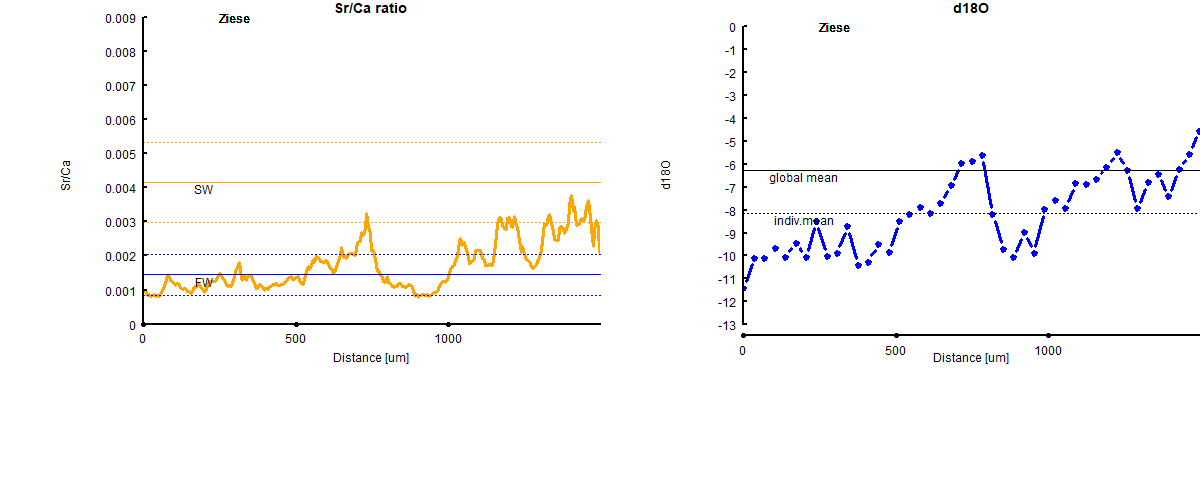 Sr/Ca ratio
Ziese
0.009
0.008
0.007
0.006
0.005
0.004
0.003
0.002
0.001
0
Sr/Ca
SW
FW
0
500
1000
Distance [um]
d18O
Ziese
0
-1
-2
-3
-4
-5
-6
-7
-8
-9
-10
-11
-12
-13
d18O
global mean
indiv.mean
0
500
1000
Distance [um]